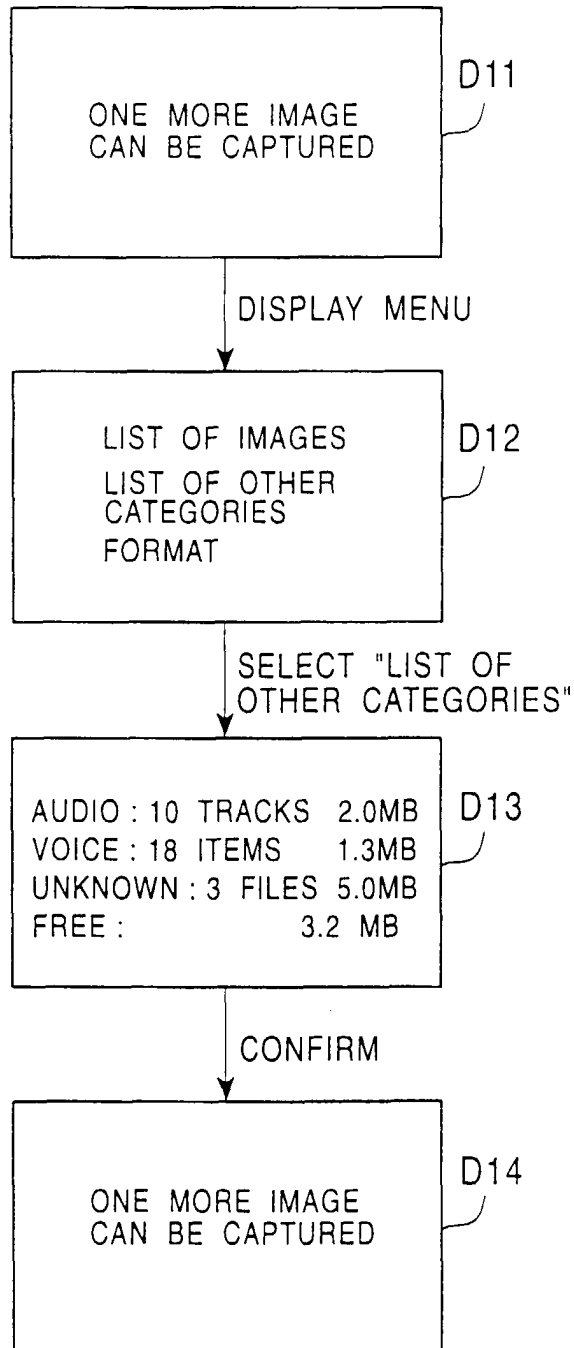 ONE MORE IMAGE
CAN BE CAPTURED
D11
DISPLAY MENU
LIST OF IMAGES
LIST OF OTHER
CATEGORIES
FORMAT
D12
SELECT "LIST OF
OTHER CATEGORIES"
AUDIO : 10 TRACKS 2.0MB
VOICE : 18 ITEMS 1.3MB
UNKNOWN : 3 FILES 5.0MB
FREE : 3.2 MB
D13
CONFIRM
ONE MORE IMAGE
CAN BE CAPTURED
D14